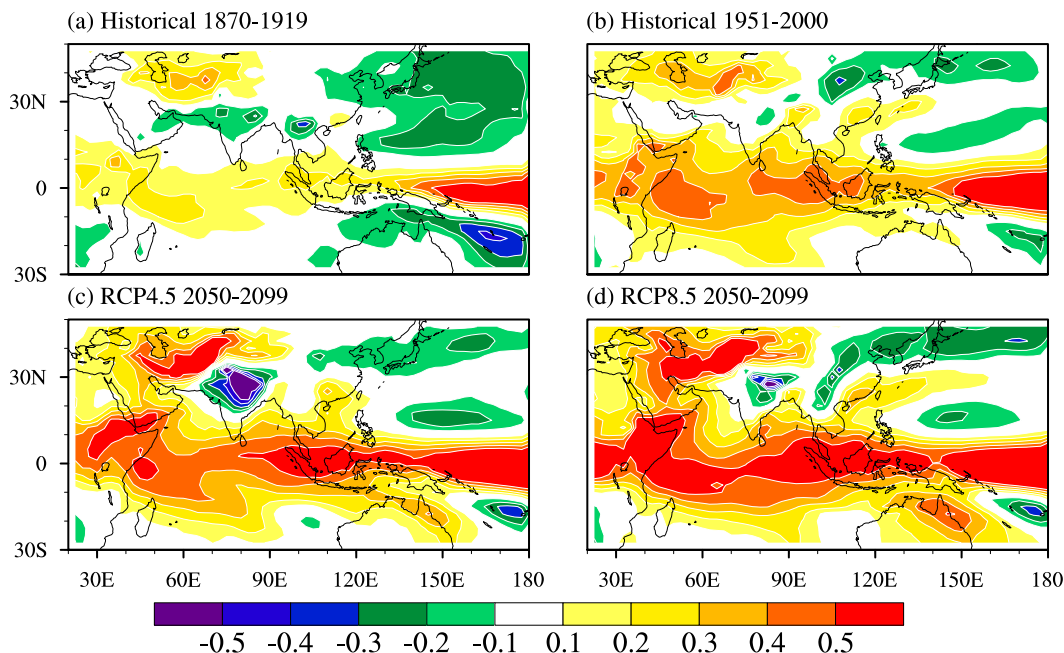 (a) Historical 1870-1919
(b) Historical 1951-2000
30N
0
30S
(c) RCP4.5 2050-2099
(d) RCP8.5 2050-2099
30N
0
30S
30E 60E 90E 120E 150E 180 30E 60E 90E 120E 150E 180
-0.5 -0.4 -0.3 -0.2 -0.1 0.1 0.2 0.3 0.4 0.5